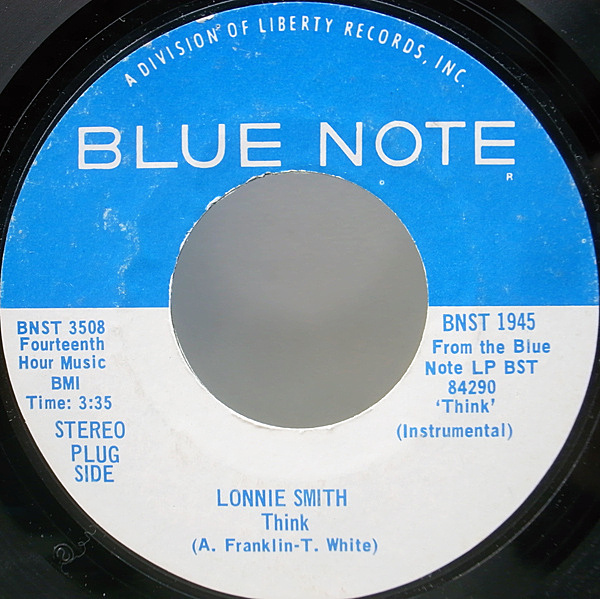 A DIVISION OF LIBERTY RECORDS, INC.
BLUE NOTE
R
BNST 3508
Fourteenth
Hour Music
BMI
Time: 3:35
STEREO
PLUG
SIDE
BNST 1945
From the Blue
Note LP BST
84290
'Think'
(Instrumental)
LONNIE SMITH
Think
(A. Franklin-T. White)